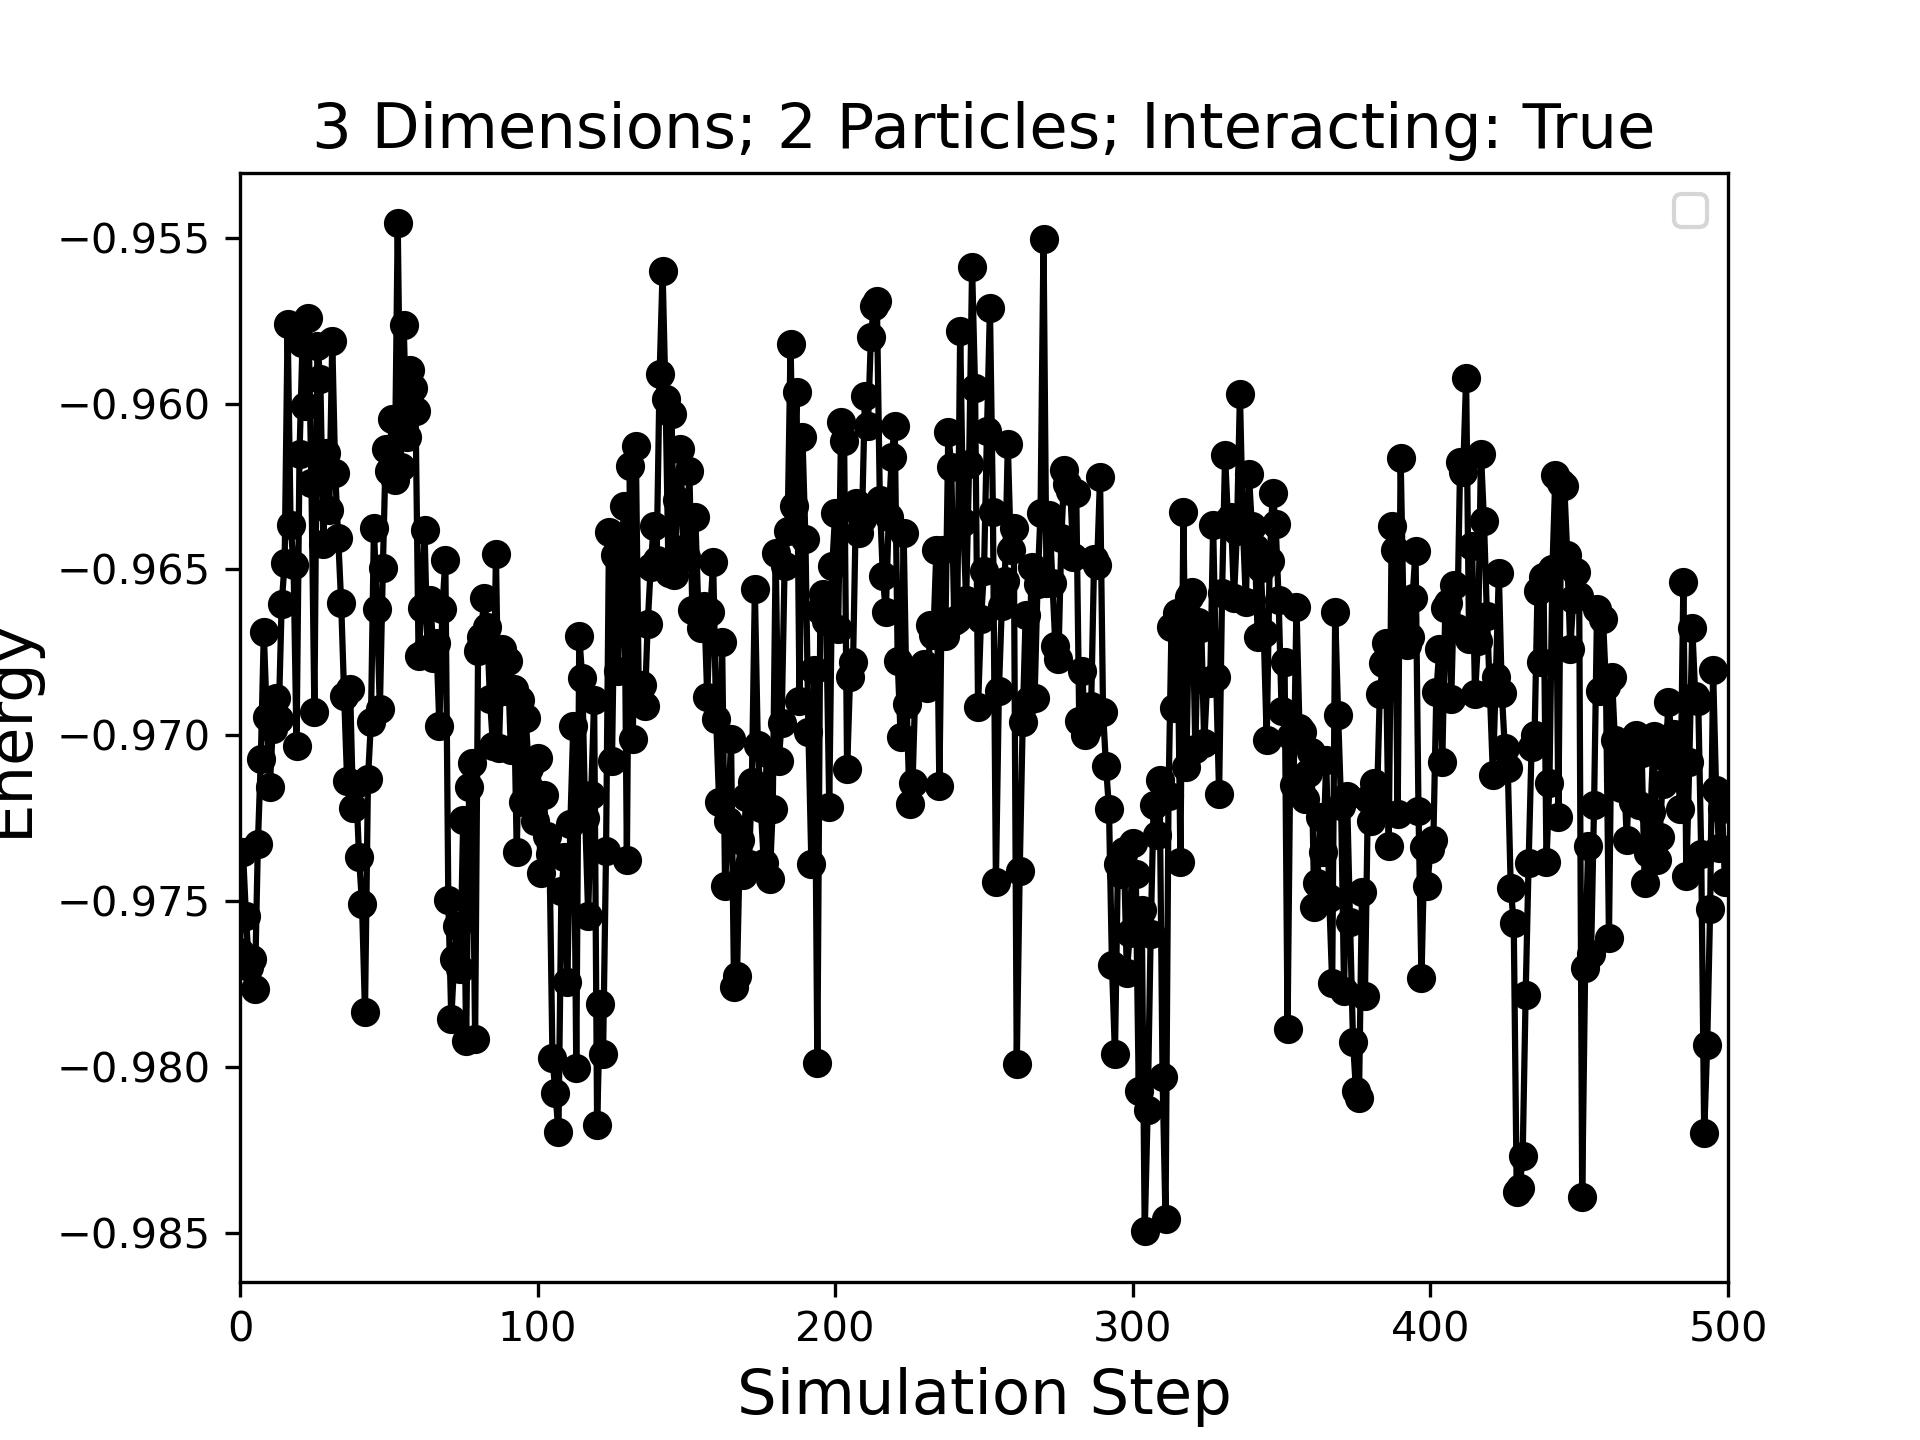 3 Dimensions; 2 Particles; Interacting: True
−0.955
−0.960
−0.965
−0.970
−0.975
−0.980
−0.985
Energy
0 100 200 300 400 500
Simulation Step